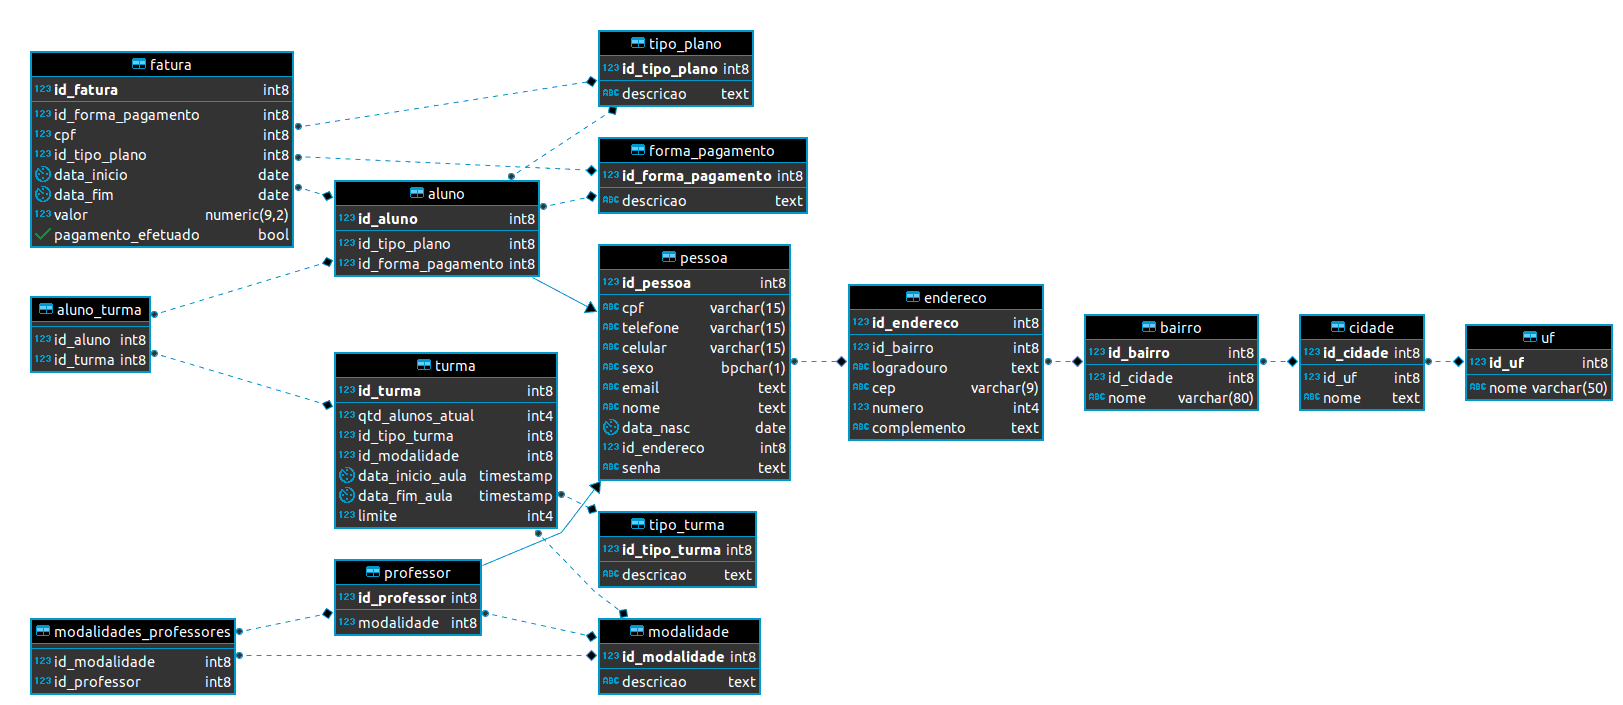 fatura
123 id_fatura int8
123 id_forma_pagamento int8
123 cpf int8
123 id_tipo_plano int8
data_inicio date
data_fim date
123 valor numeric(9,2)
pagamento_efetuado bool
aluno_turma
123 id_aluno int8
123 id_turma int8
modalidades_professores
123 id_modalidade int8
123 id_professor int8
aluno
123 id_aluno int8
123 id_tipo_plano int8
123 id_forma_pagamento int8
turma
123 id_turma int8
123 qtd_alunos_atual int4
123 id_tipo_turma int8
123 id_modalidade int8
data_inicio_aula timestamp
data_fim_aula timestamp
123 limite int4
professor
123 id_professor int8
123 modalidade int8
tipo_plano
123 id_tipo_plano int8
ABC descricao text
forma_pagamento
123 id_forma_pagamento int8
ABC descricao text
pessoa
123 id_pessoa int8
ABC cpf varchar(15)
ABC telefone varchar(15)
ABC celular varchar(15)
ABC sexo bpchar(1)
ABC email text
ABC nome text
data_nasc date
123 id_endereco int8
ABC senha text
tipo_turma
123 id_tipo_turma int8
ABC descricao text
modalidade
123 id_modalidade int8
ABC descricao text
endereco
123 id_endereco int8
123 id_bairro int8
ABC logradouro text
ABC cep varchar(9)
123 numero int4
ABC complemento text
bairro
123 id_bairro int8
123 id_cidade int8
ABC nome varchar(80)
cidade
123 id_cidade int8
123 id_uf int8
ABC nome text
uf
123 id_uf int8
ABC nome varchar(50)